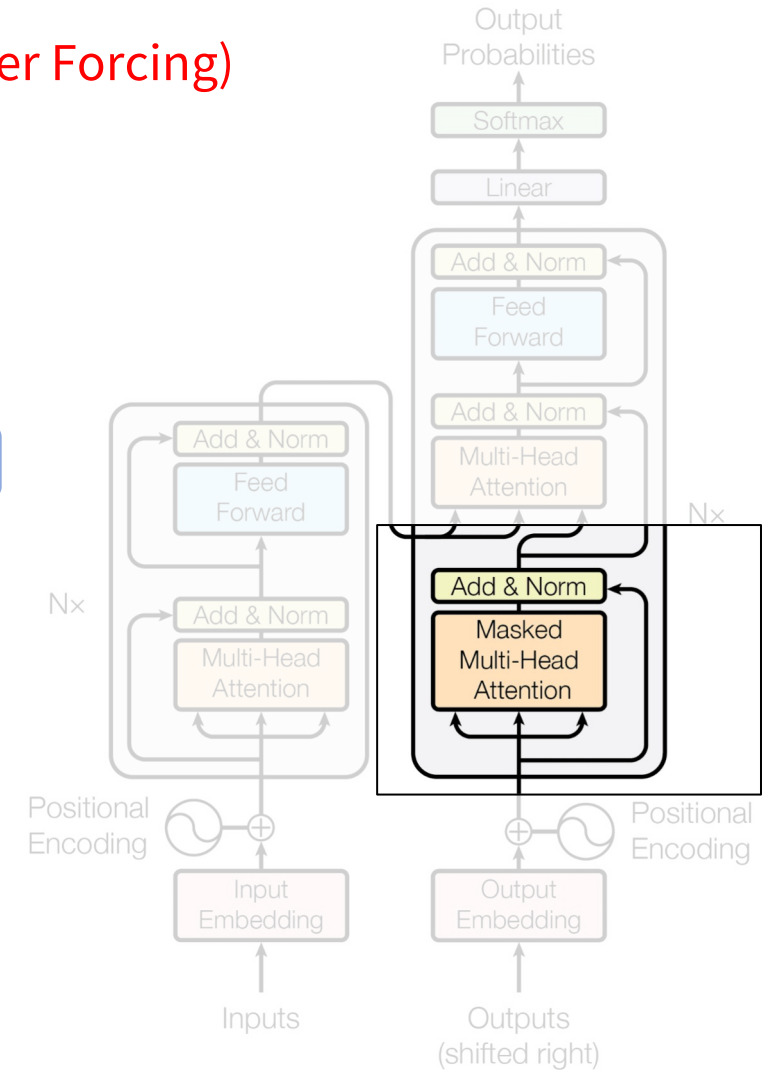 er Forcing)
Output
Probabilities
Softmax
Linear
Add & Norm
Feed
Forward
Add & Norm
Multi-Head
Attention
Nx
Add & Norm
Masked
Multi-Head
Attention
Add & Norm
Feed
Forward
Nx
Add & Norm
Multi-Head
Attention
Positional
Encoding
Positional
Encoding
Input
Embedding
Output
Embedding
Inputs
Outputs
(shifted right)